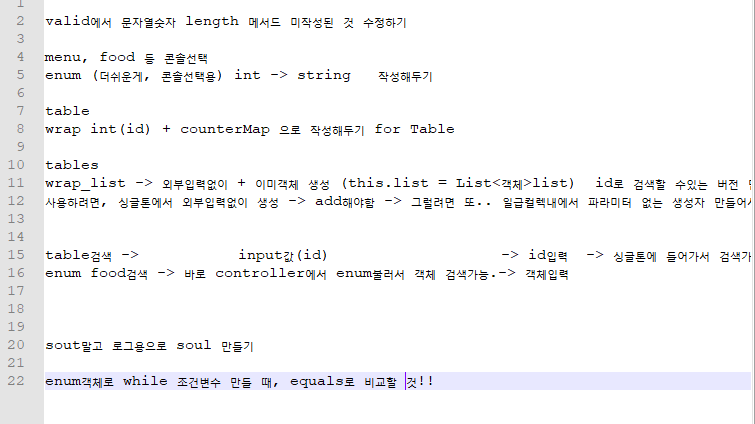 1
2 valid에서 문자열숫자 length 메서드 미작성된 것 수정하기
3
4 menu, food 등 콘솔선택
5 enum (더쉬운게, 콘솔선택용) int -> string 작성해두기
6
7 table
8 wrap int(id) + counterMap 으로 작성해두기 for Table
9
10 tables
11 wrap_list -> 외부입력없이 + 이미객체 생성 (this.list = List<객체>list) id로 검색할 수있는 버전
12 사용하려면, 싱글톤에서 외부입력없이 생성 -> add해야함 -> 그럴려면 또.. 일급컬렉내에서 파라미터 없는 생성자 만들어
13
14
15 table검색 -> input값(id) -> id입력 -> 싱글톤에 들어가서 검색가
16 enum food검색 -> 바로 controller에서 enum불러서 객체 검색가능.-> 객체입력
17
18
19
20 sout말고 로그용으로 soul 만들기
21
22 enum객체로 while 조건변수 만들 때, equals로 비교할 것!!